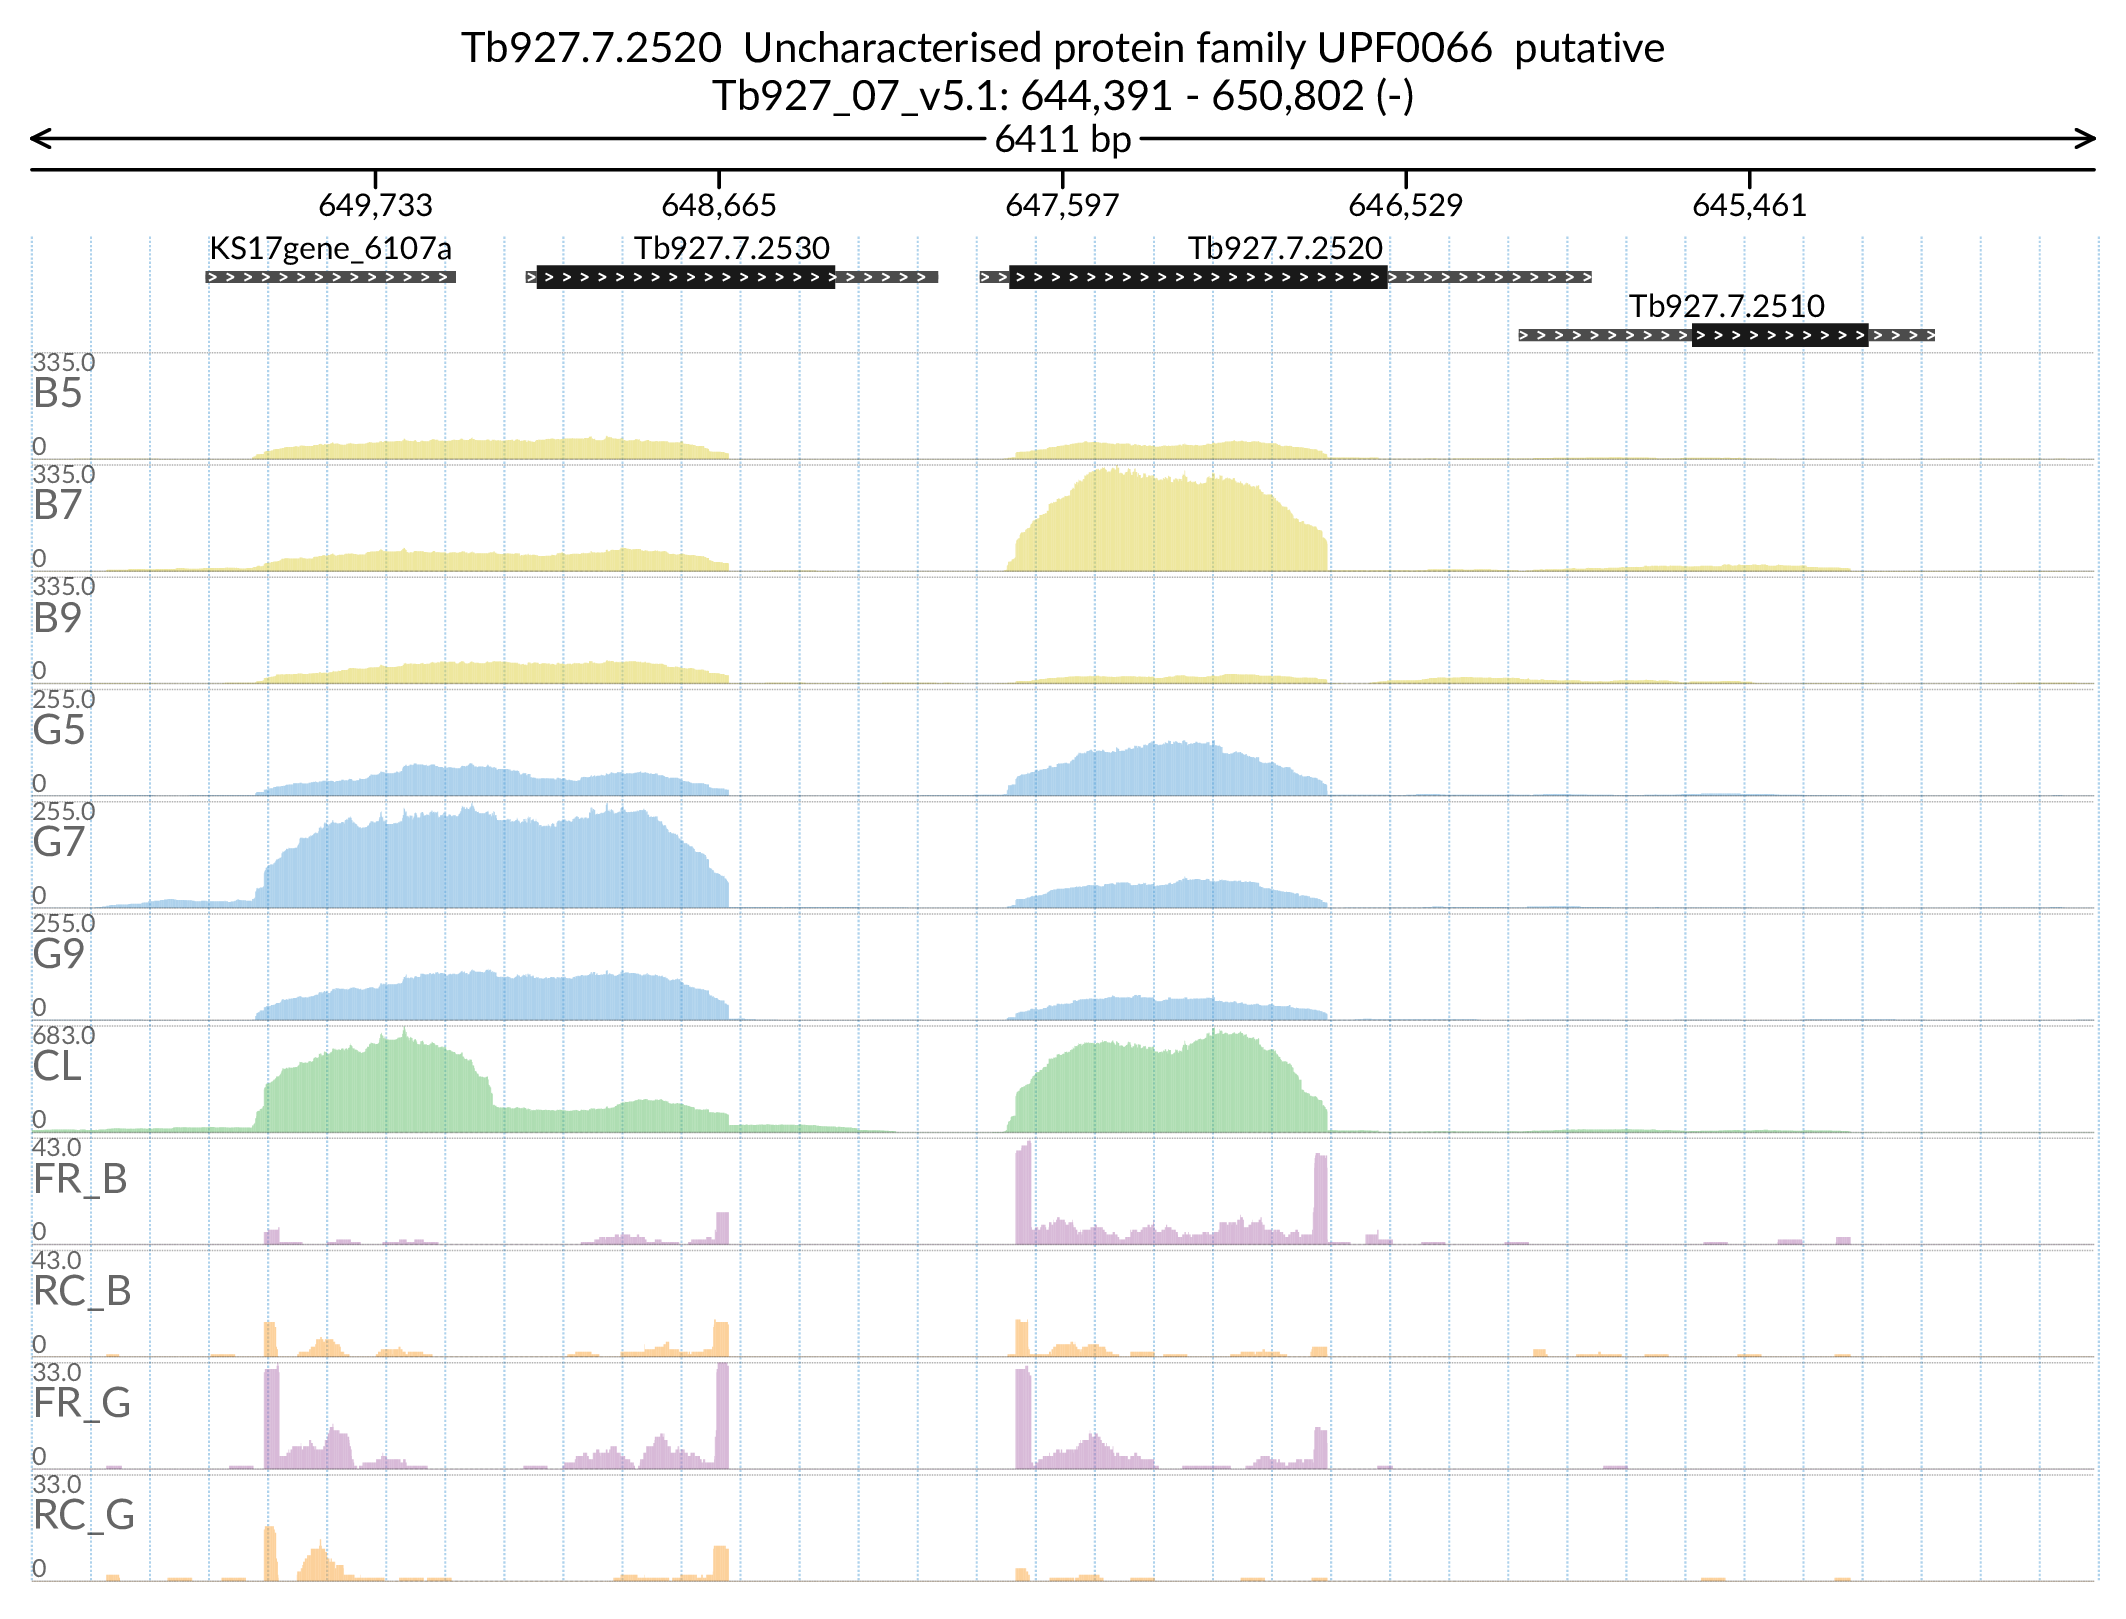 Tb927.7.2520  Uncharacterised protein family UPF0066  putative
Tb927_07_v5.1: 644,391 - 650,802 (-)
6411 bp
649,733 648,665 647,597 646,529 645,461
KS17gene_6107a Tb927.7.2530 Tb927.7.2520
Tb927.7.2510
335.0
B5
0
335.0
B7
0
335.0
B9
0
255.0
G5
0
255.0
G7
0
255.0
G9
0
683.0
CL
0
43.0
FR_B
0
43.0
RC_B
0
33.0
FR_G
0
33.0
RC_G
0